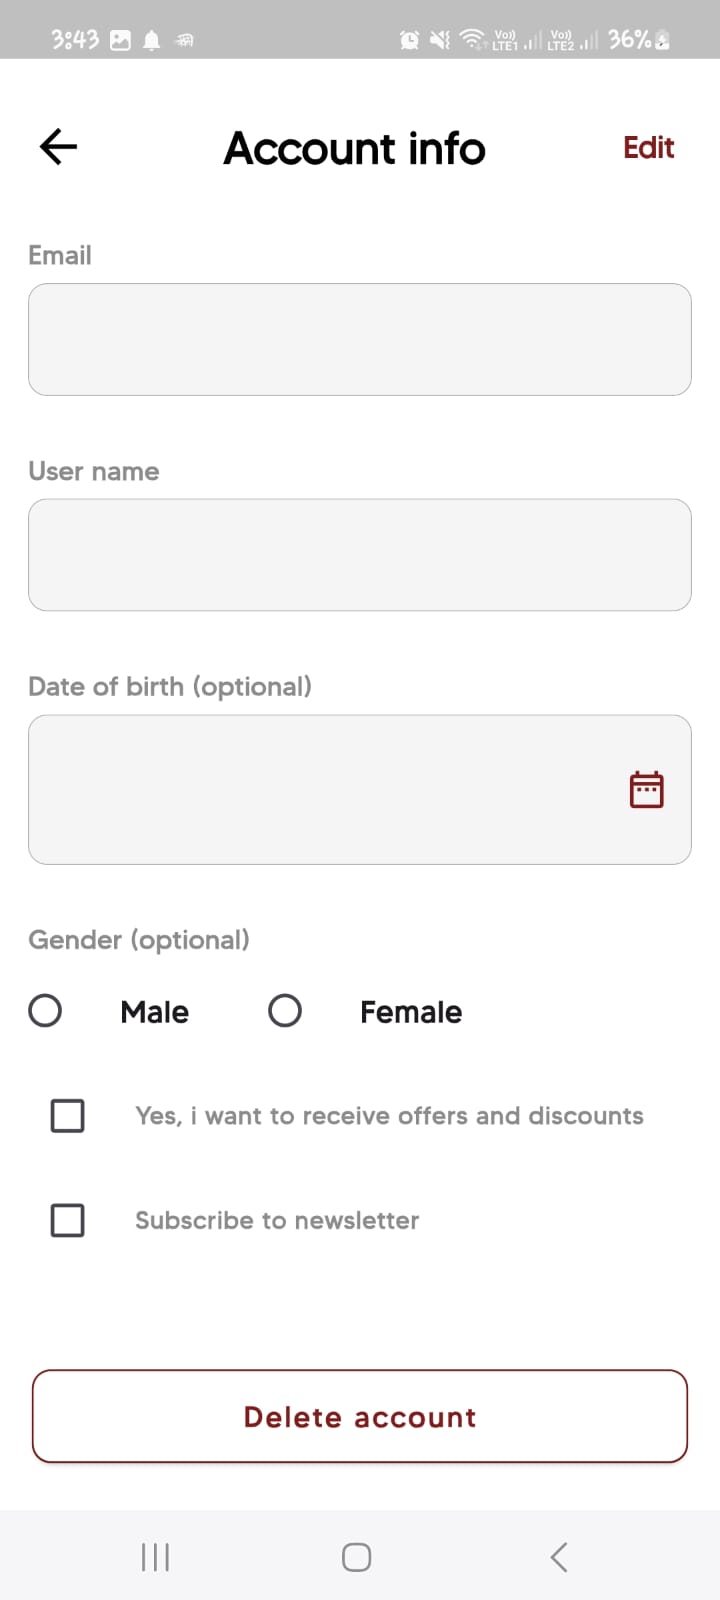 3:43 Vo)) LTE1 Vo)) LTE2 36%
Account info Edit
Email
User name
Date of birth (optional)
Gender (optional)
Male Female
Yes, i want to receive offers and discounts
Subscribe to newsletter
Delete account